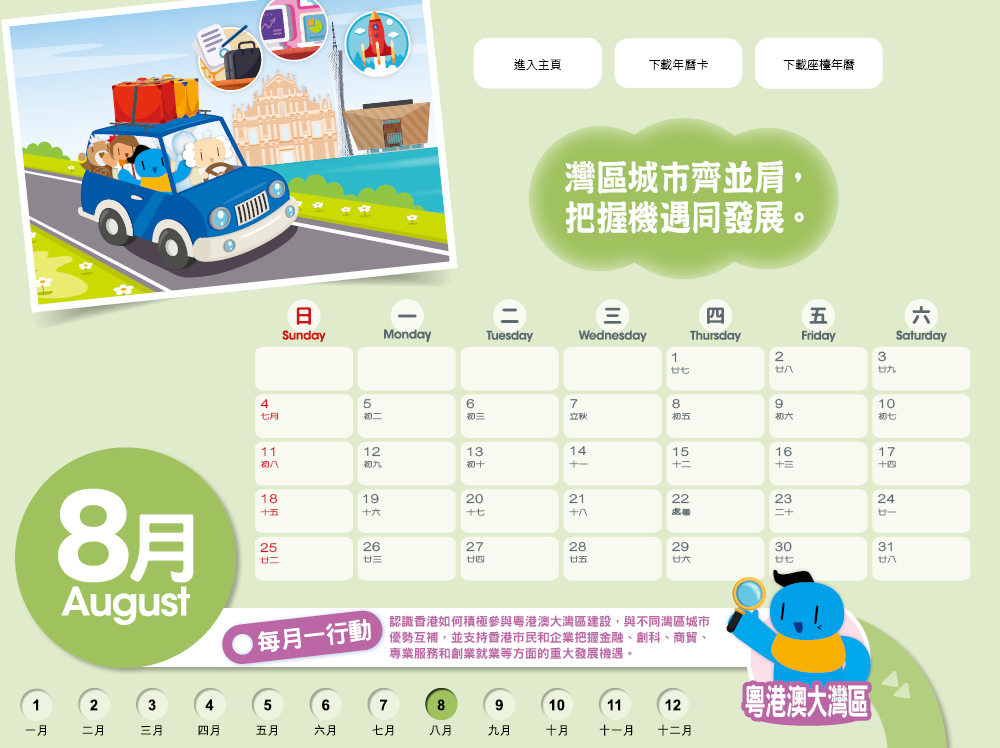 進入主頁
下載年曆卡
下載座檯年曆
灣區城市齊並肩，
把握機遇同發展。
日 一 二 三 四 五 六
Sunday Monday Tuesday Wednesday Thursday Friday Saturday
1 2 3
廿七 廿八 廿九
4 5 6 7 8 9 10
七月 初二 初三 立秋 初五 初六 初七
11 12 13 14 15 16 17
初八 初九 初十 十一 十二 十三 十四
18 19 20 21 22 23 24
十五 十六 十七 十八 處暑 二十 廿一
25 26 27 28 29 30 31
廿二 廿三 廿四 廿五 廿六 廿七 廿八
8月
August
每月一行動
認識香港如何積極參與粵港澳大灣區建設，與不同灣區城市
優勢互補，並支持香港市民和企業把握金融、創科、商貿、
專業服務和創業就業等方面的重大發展機遇。
粵港澳大灣區
1 2 3 4 5 6 7 8 9 10 11 12
一月 二月 三月 四月 五月 六月 七月 八月 九月 十月 十一月 十二月